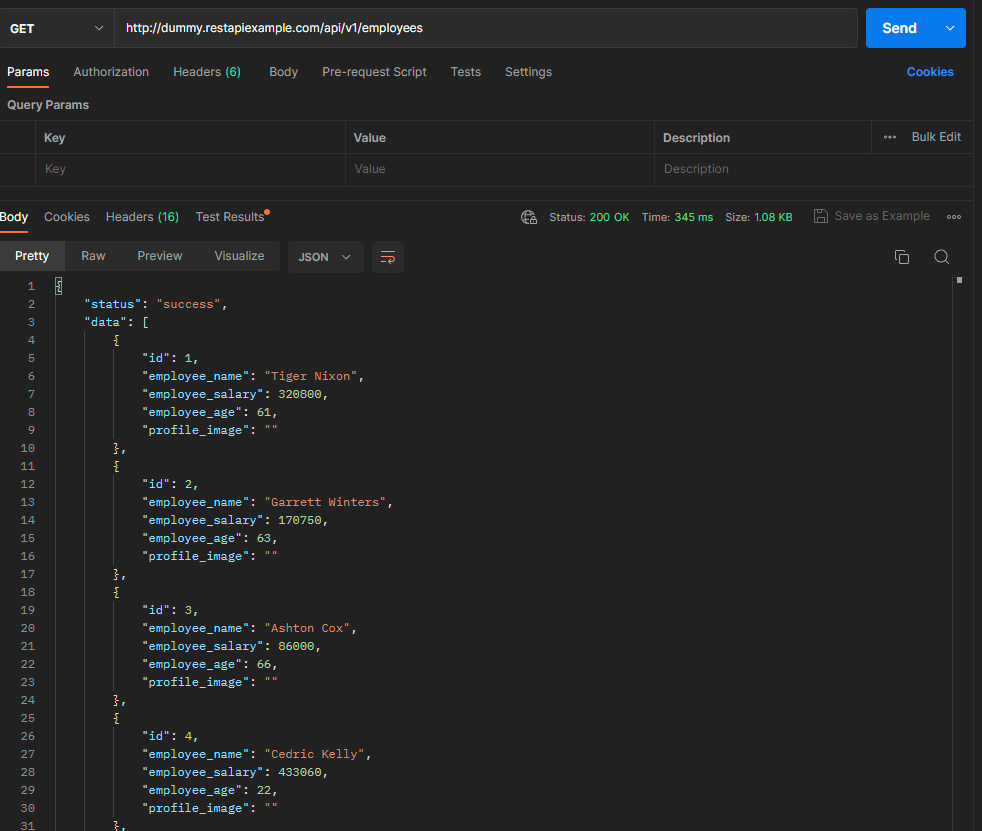 GET http://dummy.restapiexample.com/api/v1/employees Send
Params Authorization Headers (6) Body Pre-request Script Tests Settings Cookies
Query Params
Key Value Description ••• Bulk Edit
Key Value Description
Body Cookies Headers (16) Test Results Status: 200 OK Time: 345 ms Size: 1.08 KB Save as Example
Pretty Raw Preview Visualize JSON
1 {
2 "status": "success",
3 "data": [
4 {
5 "id": 1,
6 "employee_name": "Tiger Nixon",
7 "employee_salary": 320800,
8 "employee_age": 61,
9 "profile_image": ""
10 },
11 {
12 "id": 2,
13 "employee_name": "Garrett Winters",
14 "employee_salary": 170750,
15 "employee_age": 63,
16 "profile_image": ""
17 },
18 {
19 "id": 3,
20 "employee_name": "Ashton Cox",
21 "employee_salary": 86000,
22 "employee_age": 66,
23 "profile_image": ""
24 },
25 {
26 "id": 4,
27 "employee_name": "Cedric Kelly",
28 "employee_salary": 433060,
29 "employee_age": 22,
30 "profile_image": ""
31 },